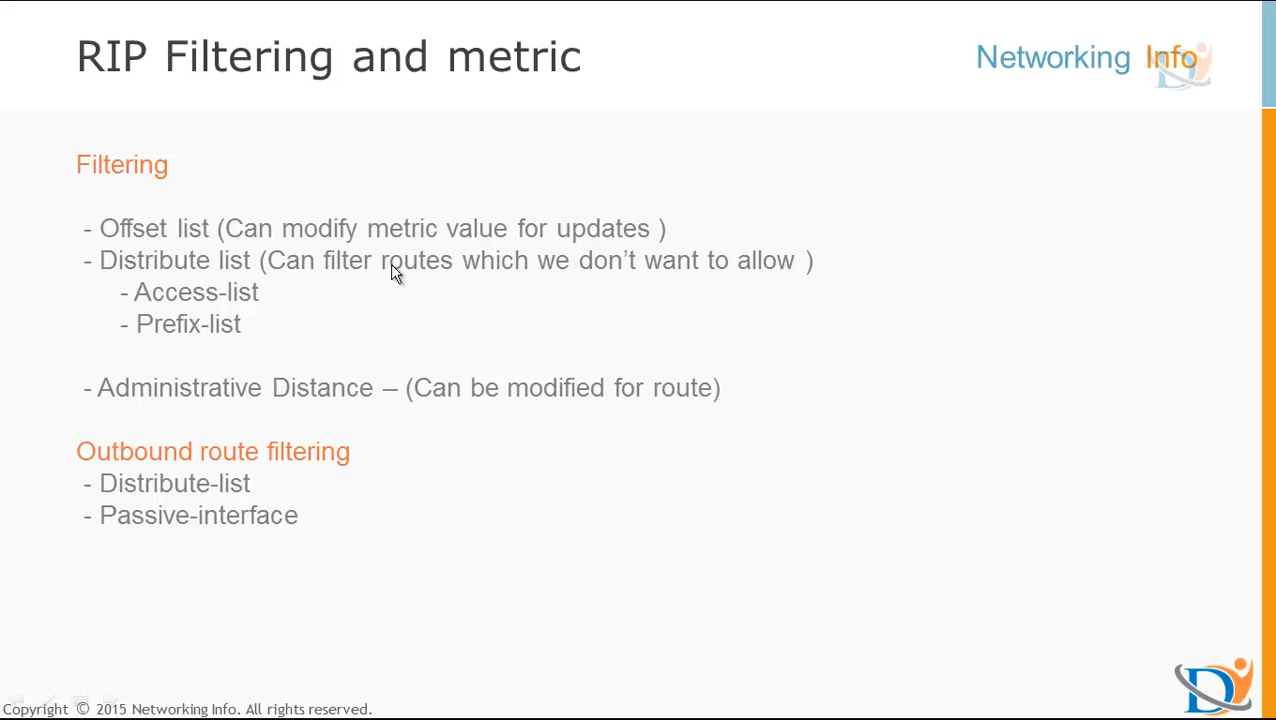 RIP Filtering and metric
Networking Info
Filtering
- Offset list (Can modify metric value for updates )
- Distribute list (Can filter routes which we don’t want to allow )
- Access-list
- Prefix-list
- Administrative Distance – (Can be modified for route)
Outbound route filtering
- Distribute-list
- Passive-interface
Copyright © 2015 Networking Info. All rights reserved.